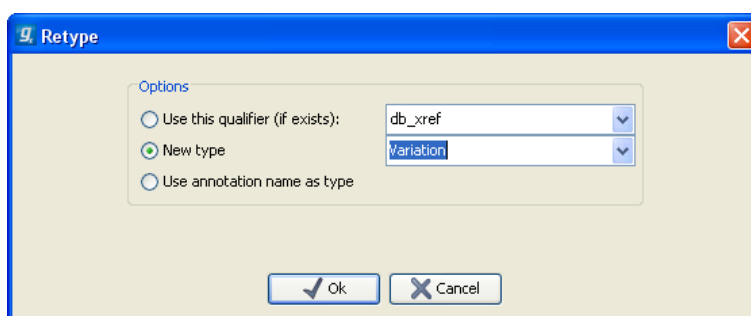 Retype
Options
Use this qualifier (if exists): db_xref
New type Variation
Use annotation name as type
Ok Cancel